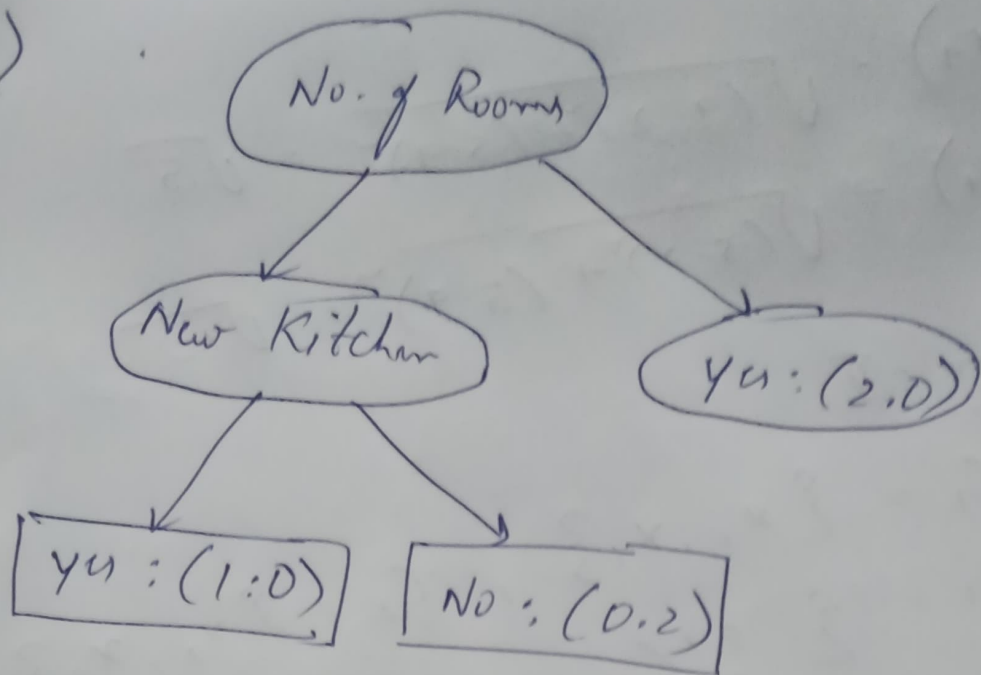 )
No. of Rooms
New Kitchen
Yes : (2,0)
Yes : (1:0)
No : (0.2)